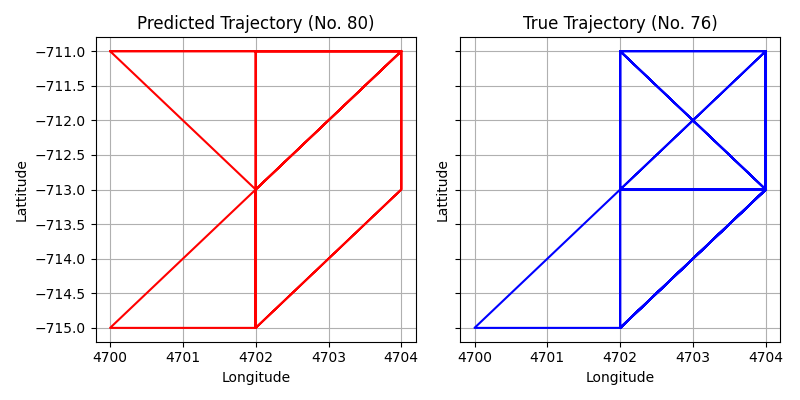 Predicted Trajectory (No. 80)
True Trajectory (No. 76)
Lattitude
−711.0
−711.5
−712.0
−712.5
−713.0
−713.5
−714.0
−714.5
−715.0
4700 4701 4702 4703 4704
Longitude
Lattitude
4700 4701 4702 4703 4704
Longitude